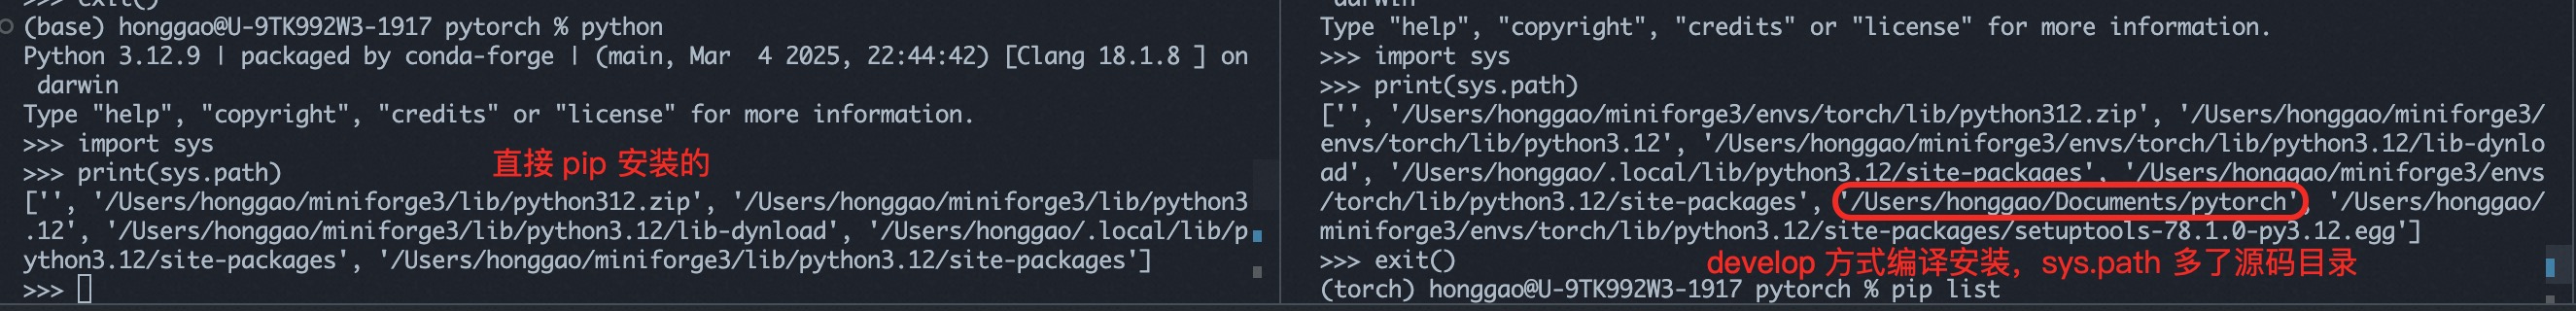 >>> exit()
(base) honggao@U-9TK992W3-1917 pytorch % python
Python 3.12.9 | packaged by conda-forge | (main, Mar  4 2025, 22:44:42) [Clang 18.1.8 ] on
 darwin
Type "help", "copyright", "credits" or "license" for more information.
>>> import sys
>>> print(sys.path)
直接 pip 安装的
['', '/Users/honggao/miniforge3/lib/python312.zip', '/Users/honggao/miniforge3/lib/python3
.12', '/Users/honggao/miniforge3/lib/python3.12/lib-dynload', '/Users/honggao/.local/lib/p
ython3.12/site-packages', '/Users/honggao/miniforge3/lib/python3.12/site-packages']
>>>
darwin
Type "help", "copyright", "credits" or "license" for more information.
>>> import sys
>>> print(sys.path)
['', '/Users/honggao/miniforge3/envs/torch/lib/python312.zip', '/Users/honggao/miniforge3/
envs/torch/lib/python3.12', '/Users/honggao/miniforge3/envs/torch/lib/python3.12/lib-dynlo
ad', '/Users/honggao/.local/lib/python3.12/site-packages', '/Users/honggao/miniforge3/envs
/torch/lib/python3.12/site-packages', '/Users/honggao/Documents/pytorch', '/Users/honggao/
miniforge3/envs/torch/lib/python3.12/site-packages/setuptools-78.1.0-py3.12.egg']
>>> exit()
develop 方式编译安装，sys.path 多了源码目录
(torch) honggao@U-9TK992W3-1917 pytorch % pip list